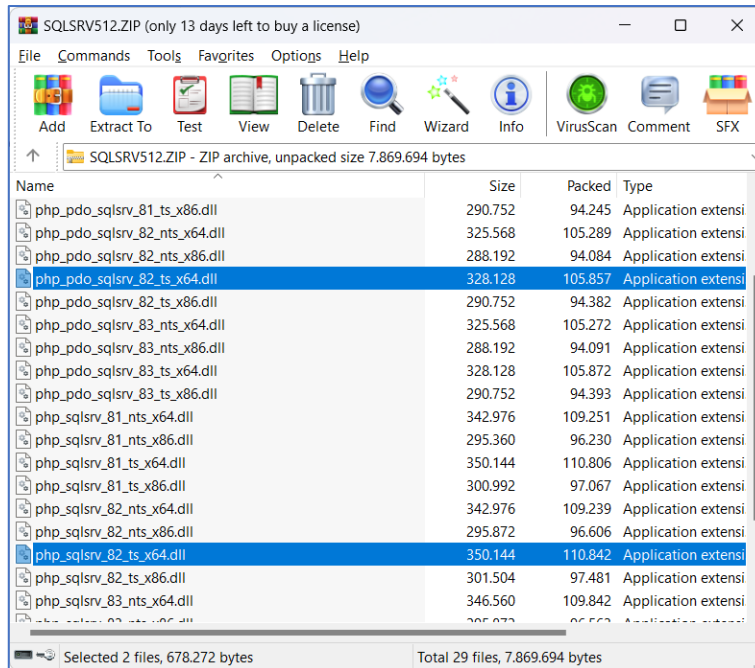 SQLSRV512.ZIP (only 13 days left to buy a license)
File Commands Tools Favorites Options Help
Add Extract To Test View Delete Find Wizard Info VirusScan Comment SFX
SQLSRV512.ZIP - ZIP archive, unpacked size 7.869.694 bytes
Name Size Packed Type
php_pdo_sqlsrv_81_ts_x86.dll 290.752 94.245 Application extensi
php_pdo_sqlsrv_82_nts_x64.dll 325.568 105.289 Application extensi
php_pdo_sqlsrv_82_nts_x86.dll 288.192 94.084 Application extensi
php_pdo_sqlsrv_82_ts_x64.dll 328.128 105.857 Application extensi
php_pdo_sqlsrv_82_ts_x86.dll 290.752 94.382 Application extensi
php_pdo_sqlsrv_83_nts_x64.dll 325.568 105.272 Application extensi
php_pdo_sqlsrv_83_nts_x86.dll 288.192 94.091 Application extensi
php_pdo_sqlsrv_83_ts_x64.dll 328.128 105.872 Application extensi
php_pdo_sqlsrv_83_ts_x86.dll 290.752 94.393 Application extensi
php_sqlsrv_81_nts_x64.dll 342.976 109.251 Application extensi
php_sqlsrv_81_nts_x86.dll 295.360 96.230 Application extensi
php_sqlsrv_81_ts_x64.dll 350.144 110.806 Application extensi
php_sqlsrv_81_ts_x86.dll 300.992 97.067 Application extensi
php_sqlsrv_82_nts_x64.dll 342.976 109.239 Application extensi
php_sqlsrv_82_nts_x86.dll 295.872 96.606 Application extensi
php_sqlsrv_82_ts_x64.dll 350.144 110.842 Application extensi
php_sqlsrv_82_ts_x86.dll 301.504 97.481 Application extensi
php_sqlsrv_83_nts_x64.dll 346.560 109.842 Application extensi
Selected 2 files, 678.272 bytes Total 29 files, 7.869.694 bytes